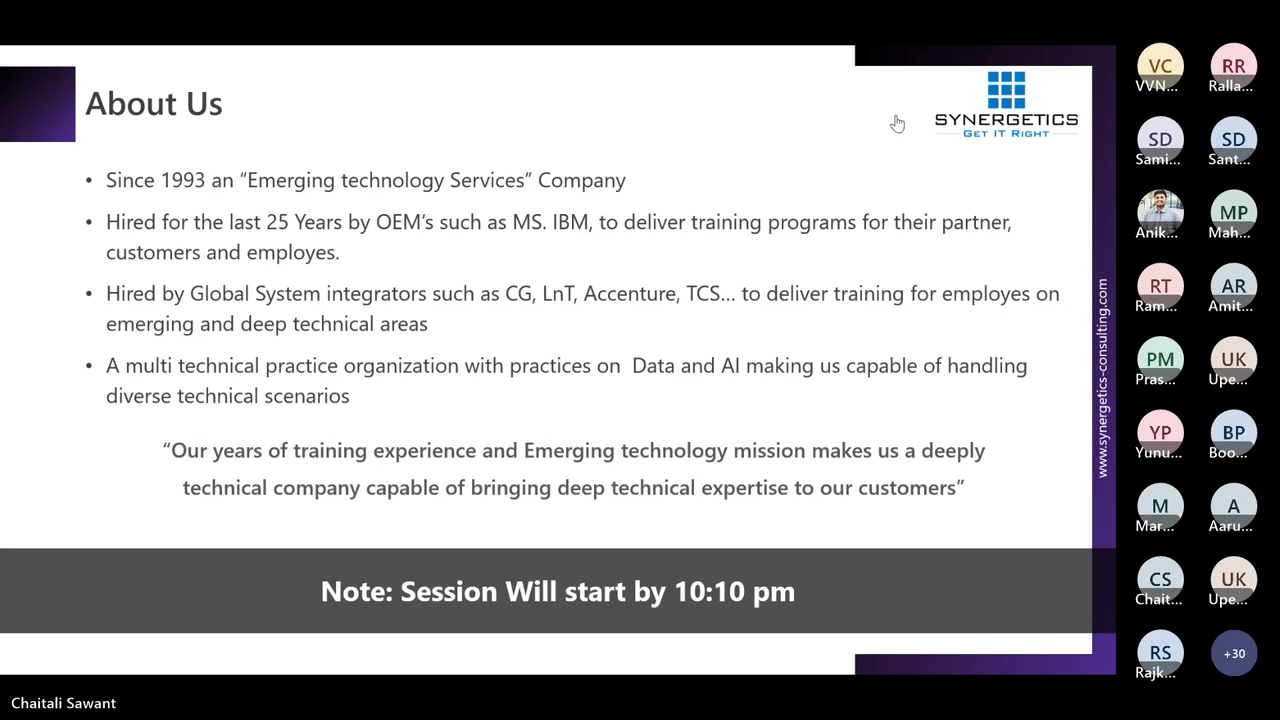 About Us
SYNERGETICS
GET IT RIGHT
• Since 1993 an “Emerging technology Services” Company
• Hired for the last 25 Years by OEM’s such as MS. IBM, to deliver training programs for their partner,
customers and employes.
• Hired by Global System integrators such as CG, LnT, Accenture, TCS... to deliver training for employes on
emerging and deep technical areas
• A multi technical practice organization with practices on  Data and AI making us capable of handling
diverse technical scenarios
“Our years of training experience and Emerging technology mission makes us a deeply
technical company capable of bringing deep technical expertise to our customers”
Note: Session Will start by 10:10 pm
www.synergetics-consulting.com
VC RR
VVN... Ralla...
SD SD
Sami... Sant...
MP
Anik... Mah...
RT AR
Ram... Amit...
PM UK
Pras... Upe...
YP BP
Yunu... Boo...
M A
Mar... Aaru...
CS UK
Chait... Upe...
RS +30
Rajk...
Chaitali Sawant